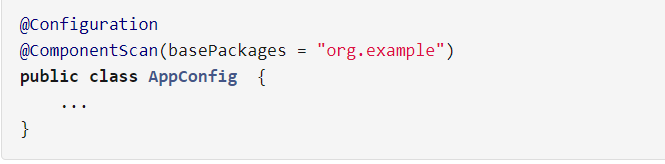 @Configuration
@ComponentScan(basePackages = "org.example")
public class AppConfig  {
    ...
}